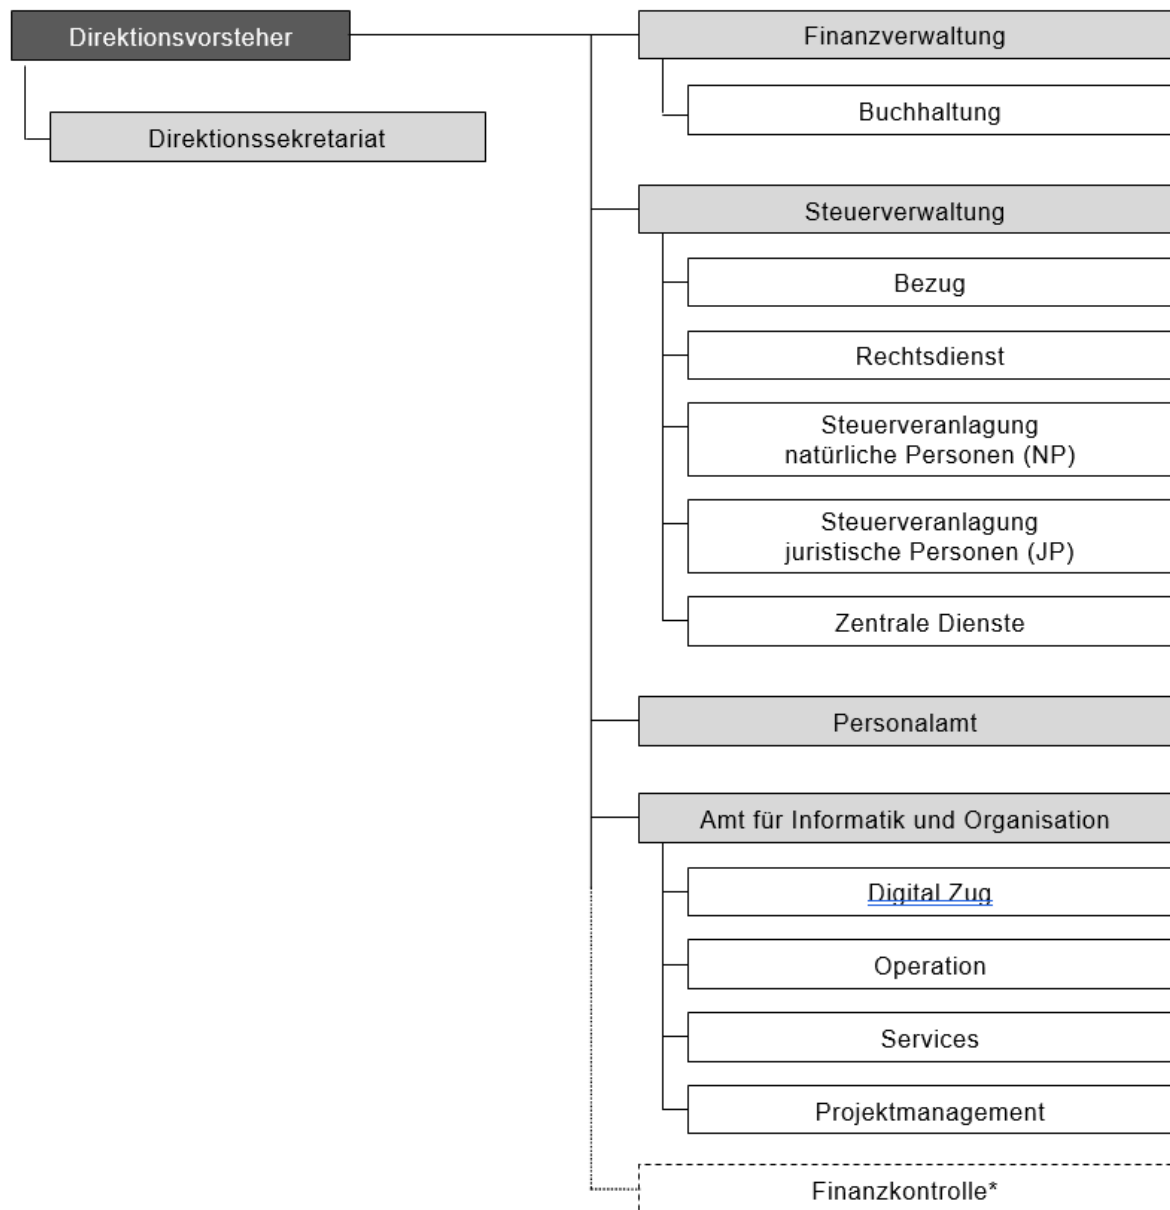 Direktionsvorsteher
Direktionssekretariat
Finanzverwaltung
Buchhaltung
Steuerverwaltung
Bezug
Rechtsdienst
Steuerveranlagung
natürliche Personen (NP)
Steuerveranlagung
juristische Personen (JP)
Zentrale Dienste
Personalamt
Amt für Informatik und Organisation
Digital Zug
Operation
Services
Projektmanagement
Finanzkontrolle*